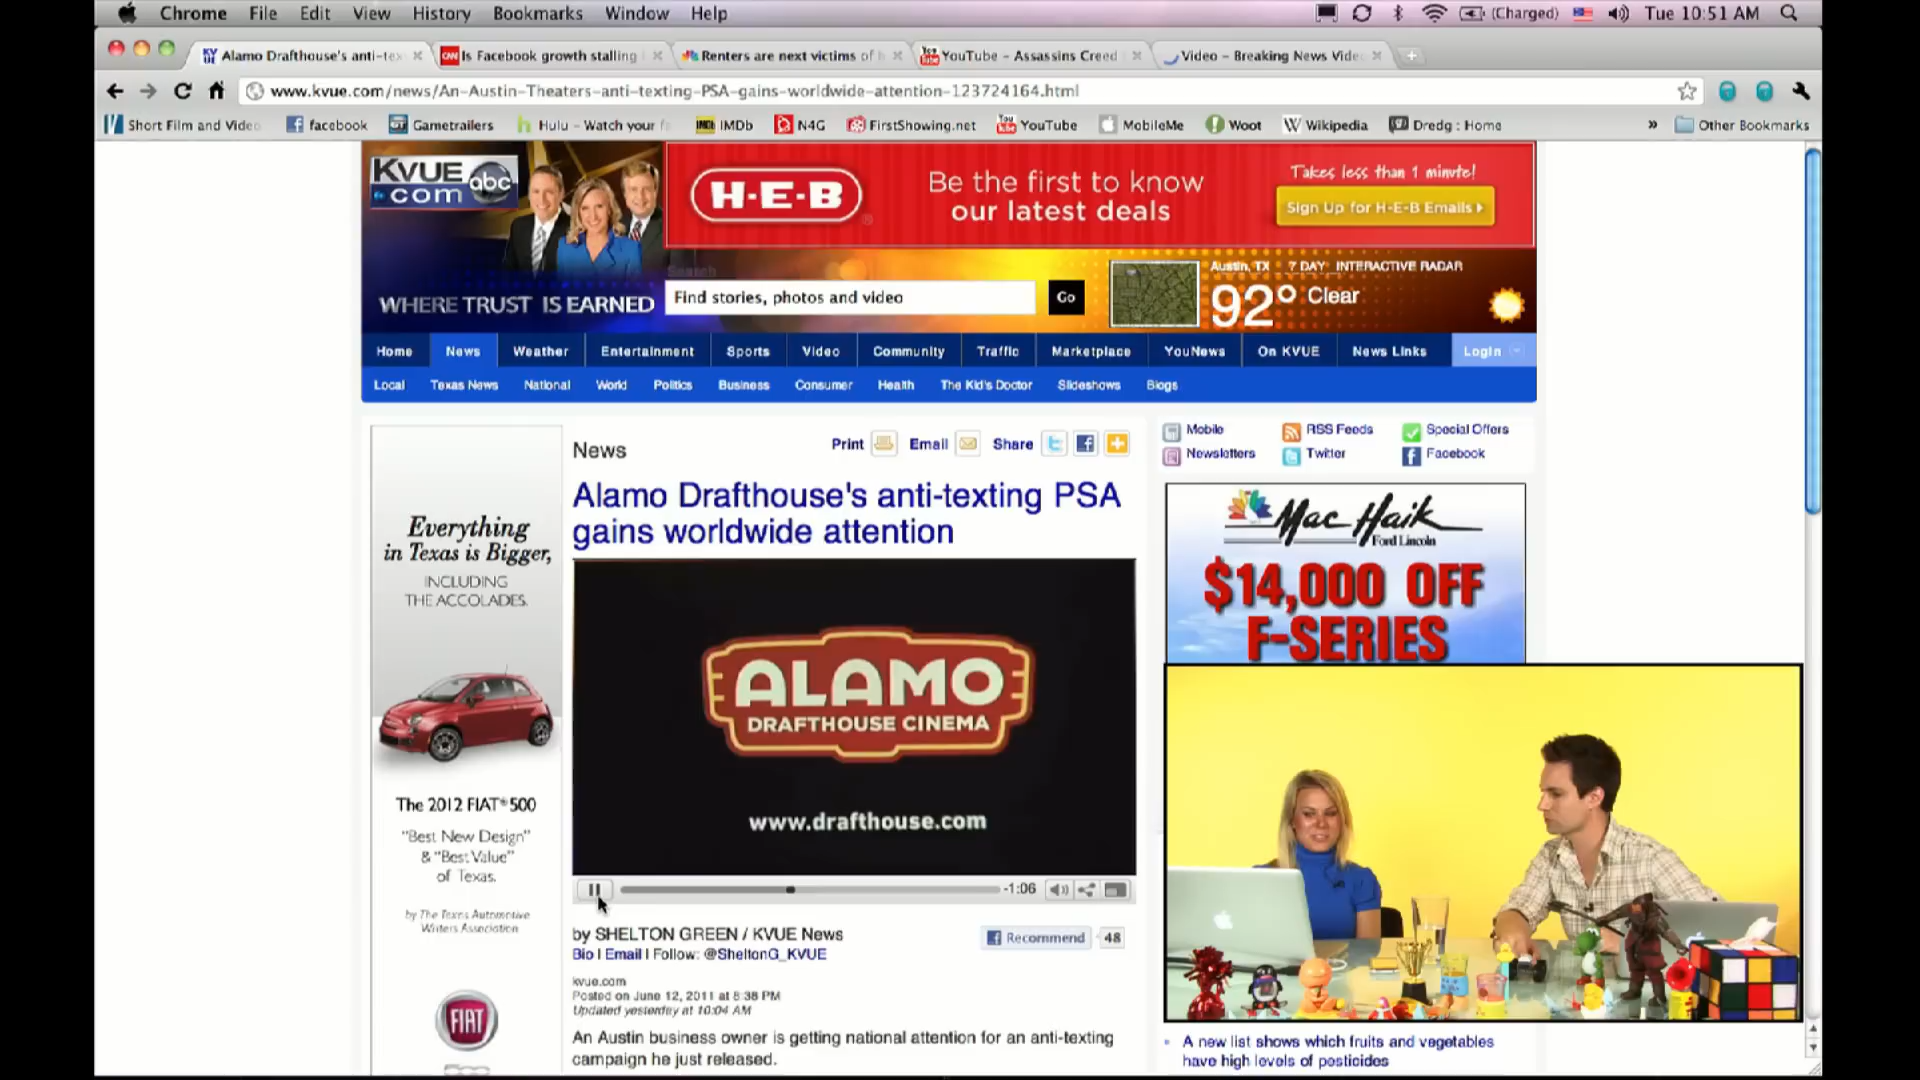 Chrome File Edit View History Bookmarks Window Help (Charged) Tue 10:51 AM
Alamo Drafthouse's anti-tex
Is Facebook growth stalling
Renters are next victims of
YouTube - Assassins Creed
Video - Breaking News Vide
www.kvue.com/news/An-Austin-Theaters-anti-texting-PSA-gains-worldwide-attention-123724164.html
Short Film and Video facebook Gametrailers Hulu - Watch your IMDb N4G FirstShowing.net YouTube MobileMe Woot Wikipedia Dredg : Home » Other Bookmarks
KVUE
com
abc
WHERE TRUST IS EARNED
H-E-B
Be the first to know
our latest deals
Takes less than 1 minute!
Sign Up for H-E-B Emails
Search
Find stories, photos and video
Go
Austin, TX 7 DAY INTERACTIVE RADAR
92° Clear
Home News Weather Entertainment Sports Video Community Traffic Marketplace YouNews On KVUE News Links Login
Local Texas News National World Politics Business Consumer Health The Kid's Doctor Slideshows Blogs
Everything
in Texas is Bigger,
INCLUDING
THE ACCOLADES.
The 2012 FIAT® 500
"Best New Design"
& "Best Value"
of Texas.
by The Texas Automotive
Writers Association
FIAT
News
Print Email Share
Alamo Drafthouse's anti-texting PSA
gains worldwide attention
ALAMO
DRAFTHOUSE CINEMA
www.drafthouse.com
-1:06
by SHELTON GREEN / KVUE News
Recommend 48
Bio | Email | Follow: @SheltonG_KVUE
kvue.com
Posted on June 12, 2011 at 8:38 PM
Updated yesterday at 10:04 AM
An Austin business owner is getting national attention for an anti-texting
campaign he just released.
Mobile RSS Feeds Special Offers
Newsletters Twitter Facebook
Mac Haik
Ford Lincoln
$14,000 OFF
F-SERIES
A new list shows which fruits and vegetables
have high levels of pesticides